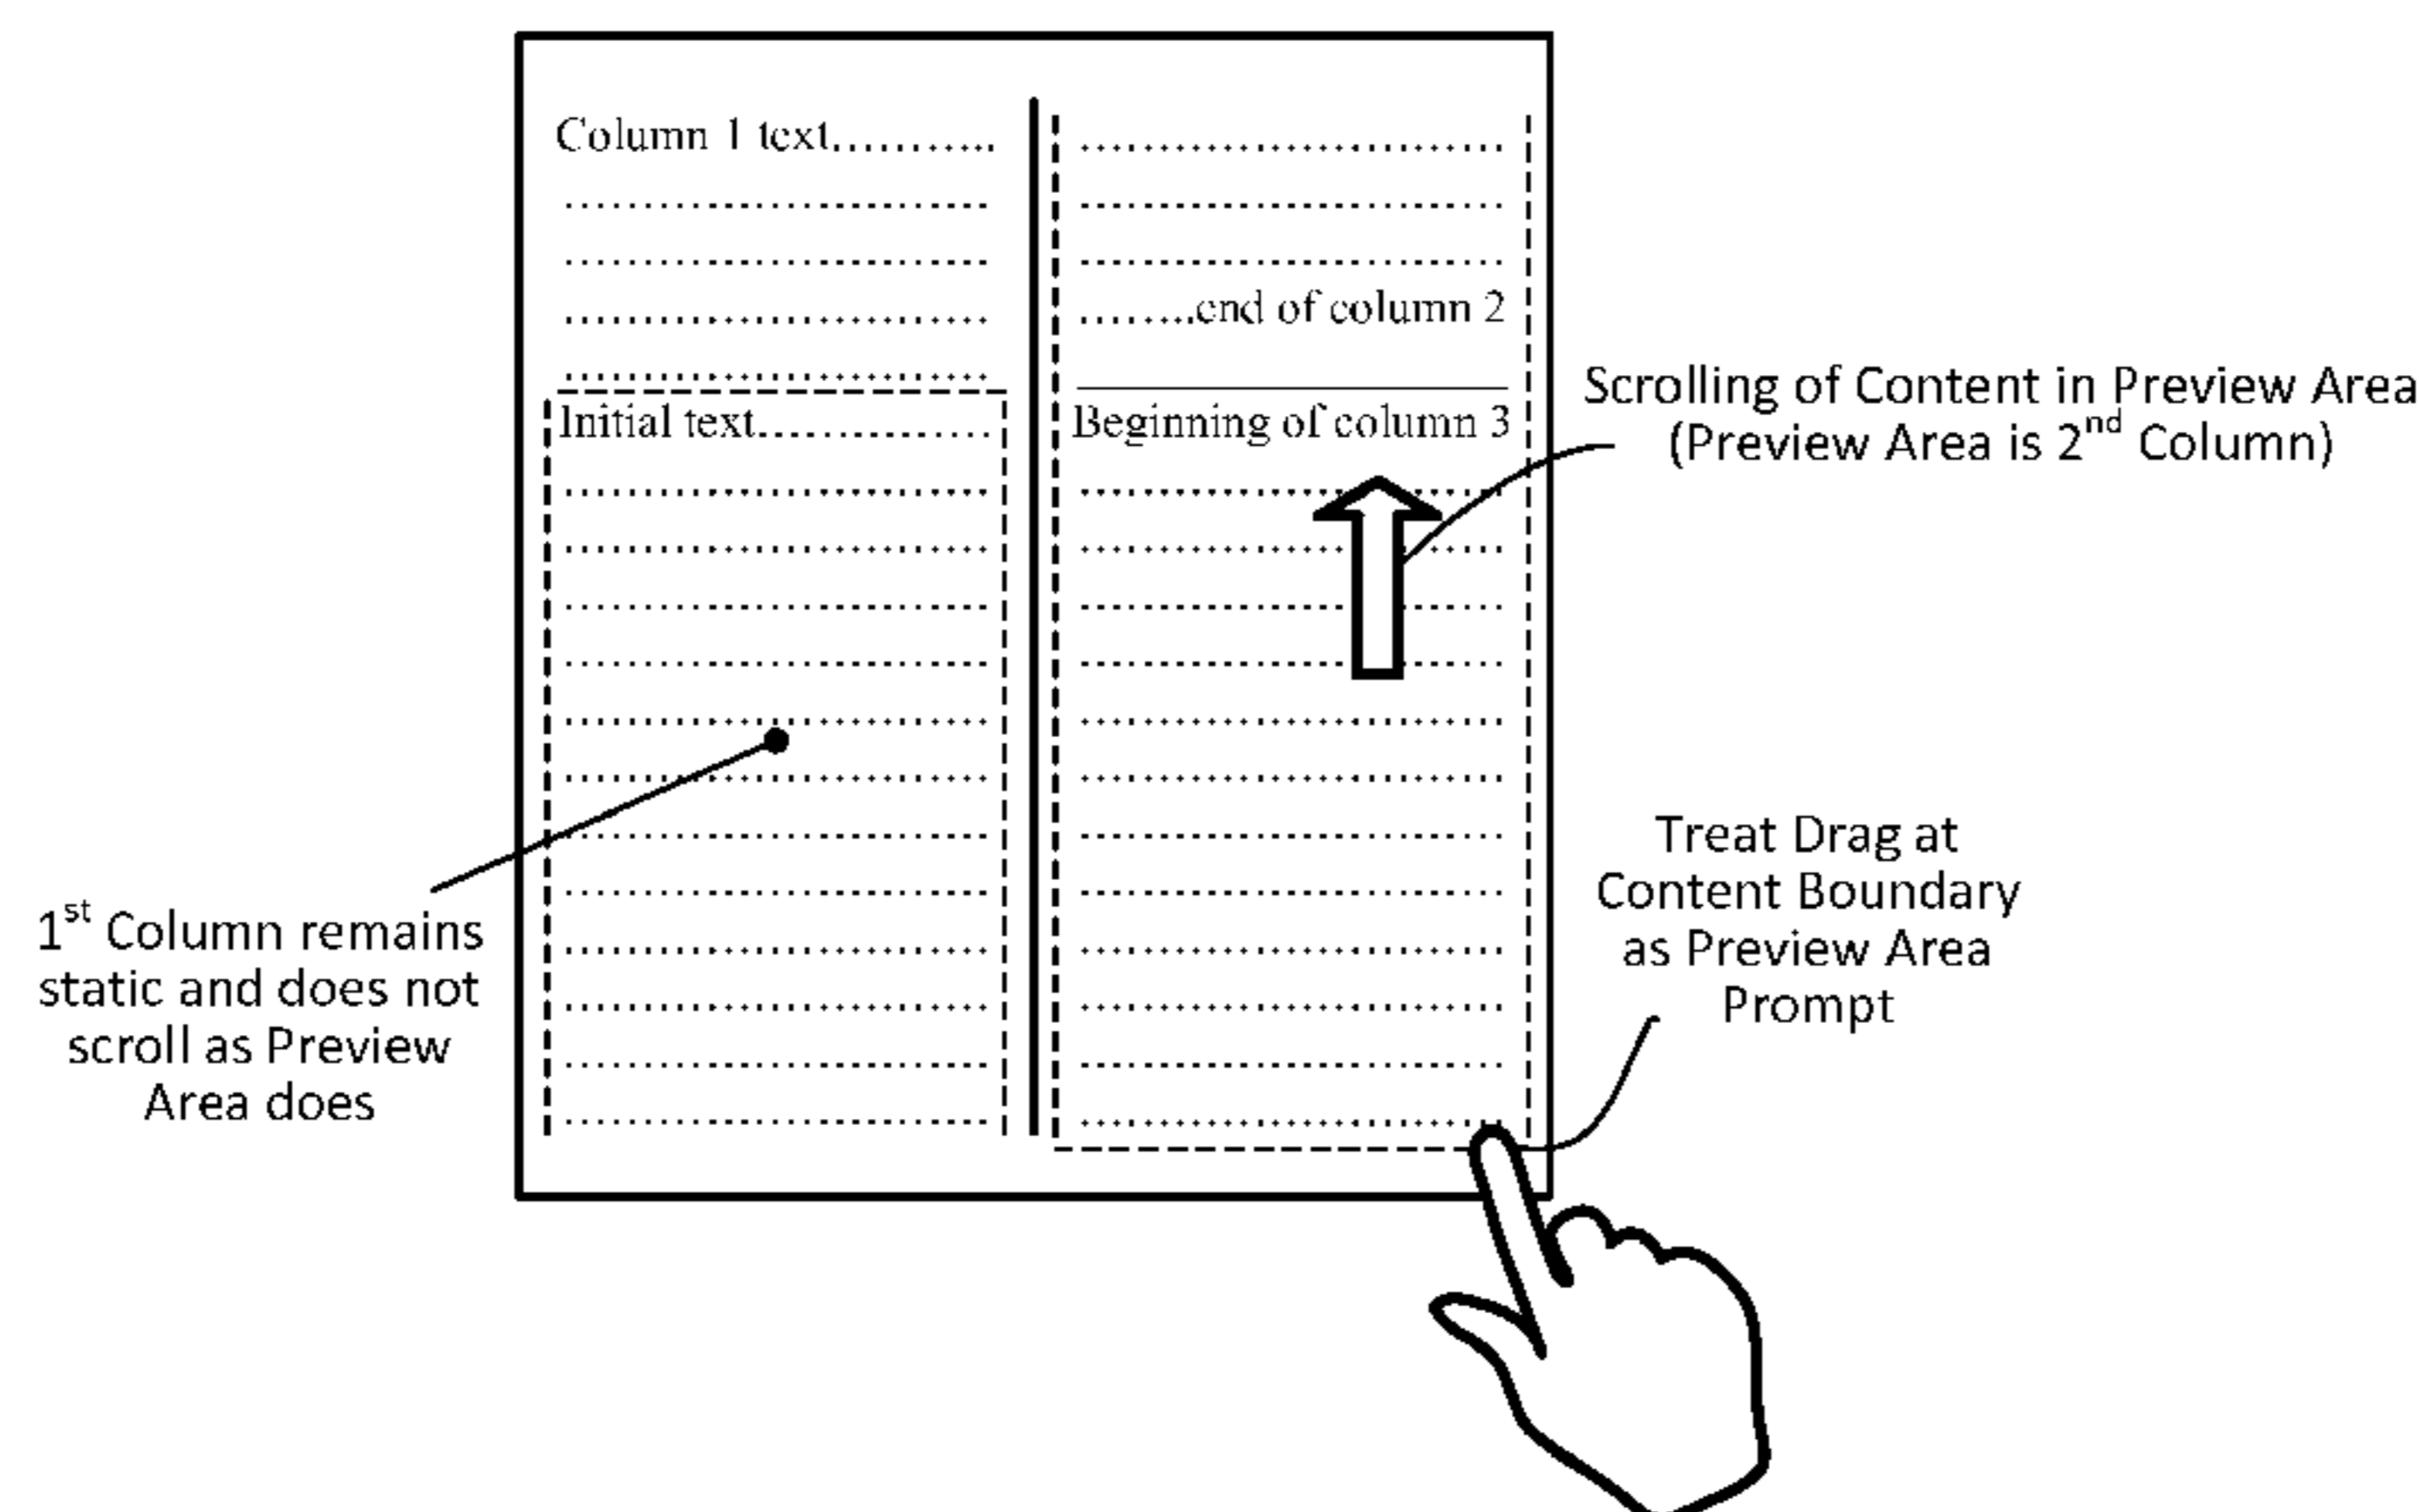 Column 1 text...........
........end of column 2
Initial text...............
Beginning of column 3
Scrolling of Content in Preview Area
(Preview Area is 2nd Column)
1st Column remains
static and does not
scroll as Preview
Area does
Treat Drag at
Content Boundary
as Preview Area
Prompt